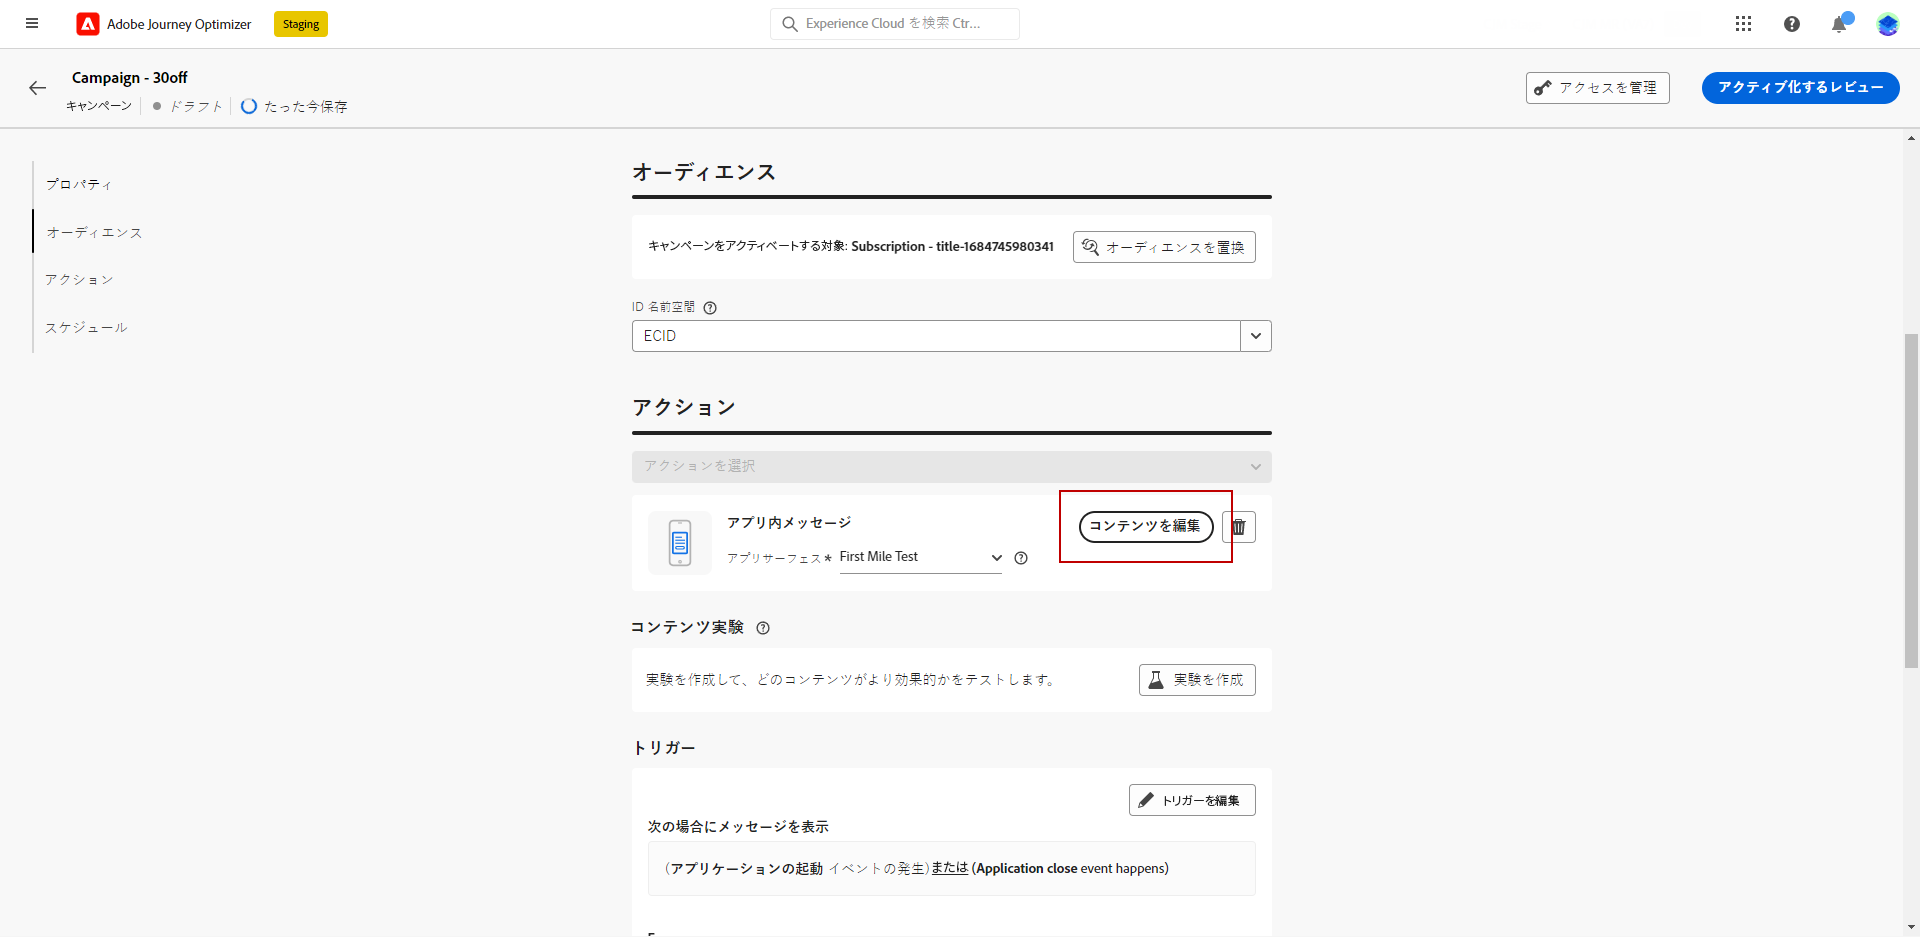 Adobe Journey Optimizer Staging Experience Cloud を検索 Ctr...
Campaign - 30off
キャンペーン ドラフト たった今保存
アクセスを管理 アクティブ化するレビュー
プロパティ
オーディエンス
アクション
スケジュール
オーディエンス
キャンペーンをアクティベートする対象: Subscription - title-1684745980341 オーディエンスを置換
ID 名前空間
ECID
アクション
アクションを選択
アプリ内メッセージ コンテンツを編集
アプリサーフェス * First Mile Test
コンテンツ実験
実験を作成して、どのコンテンツがより効果的かをテストします。 実験を作成
トリガー
トリガーを編集
次の場合にメッセージを表示
(アプリケーションの起動 イベントの発生)または (Application close event happens)